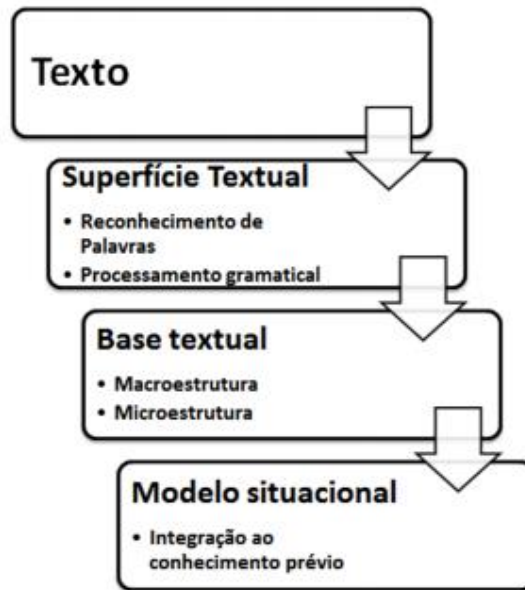 Texto
Superfície Textual
• Reconhecimento de
Palavras
• Processamento gramatical
Base textual
• Macroestrutura
• Microestrutura
Modelo situacional
• Integração ao
conhecimento prévio